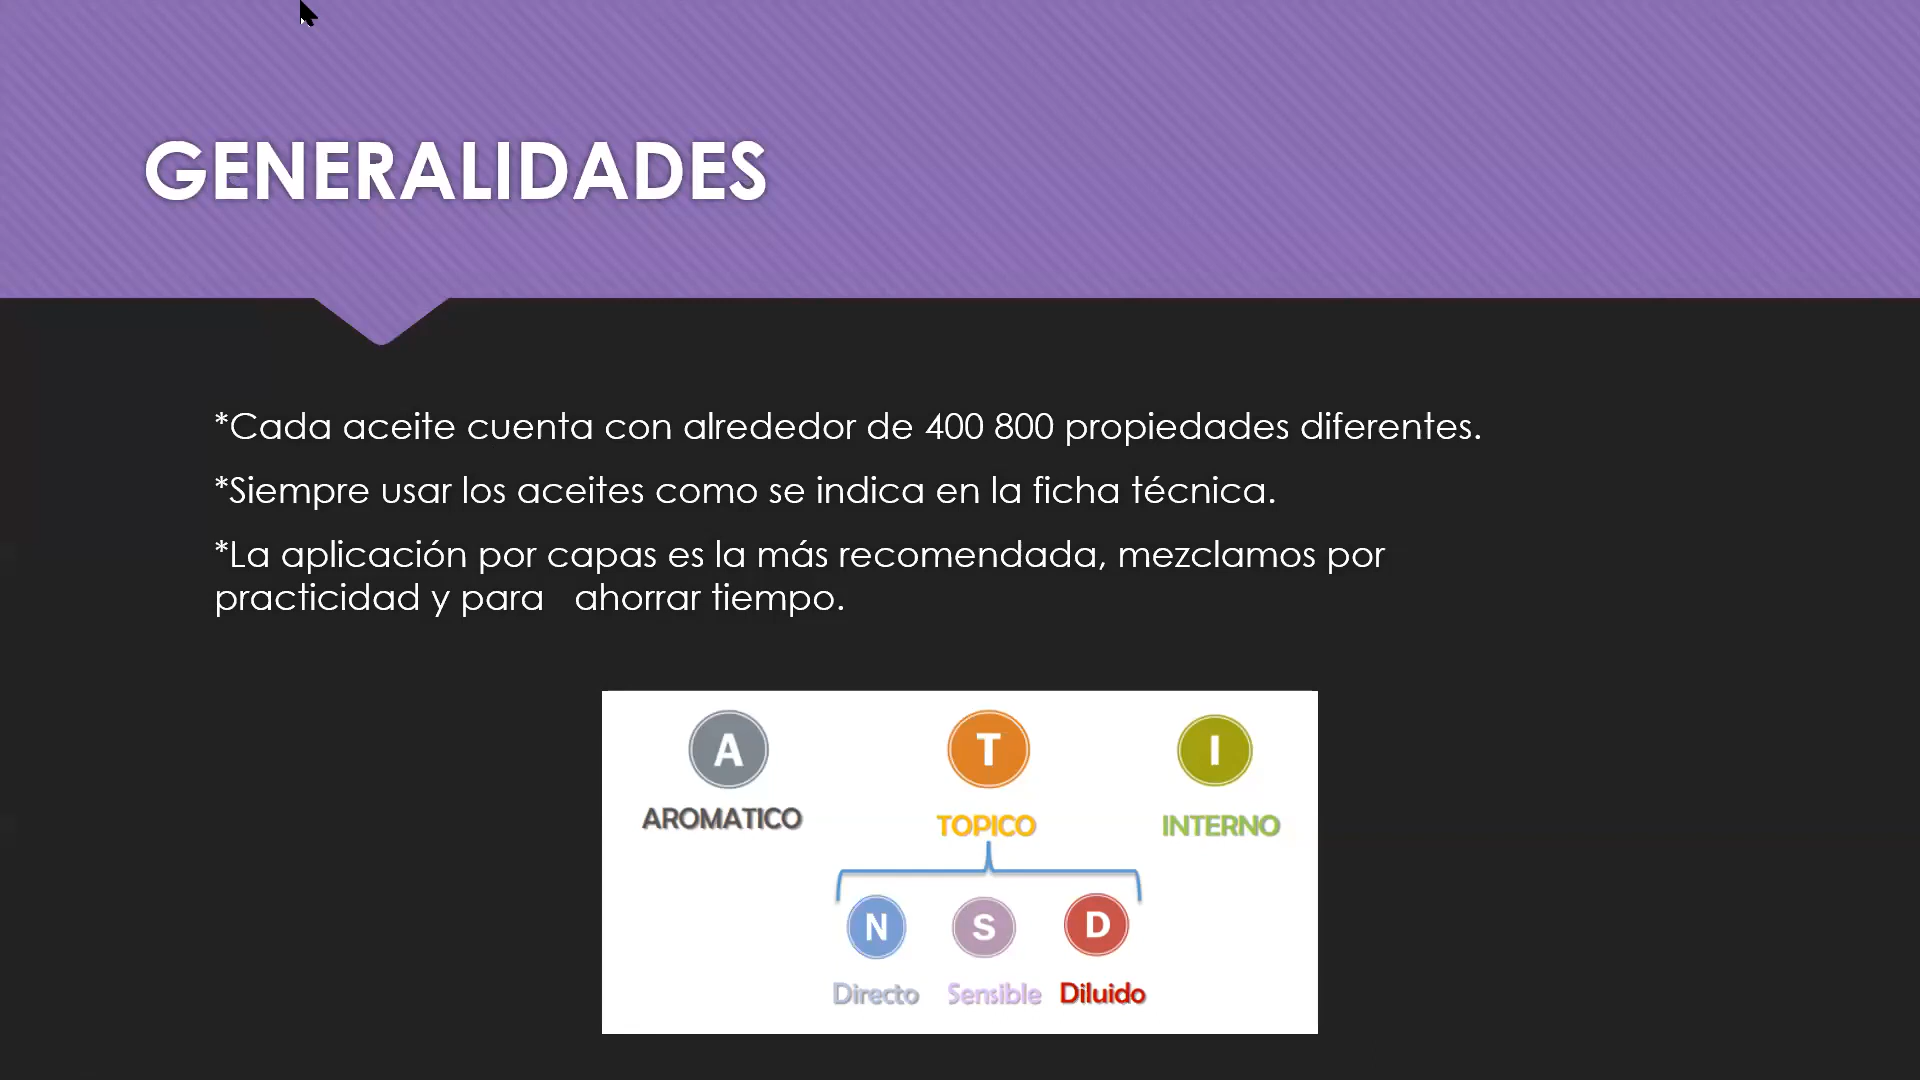 GENERALIDADES
*Cada aceite cuenta con alrededor de 400 800 propiedades diferentes.
*Siempre usar los aceites como se indica en la ficha técnica.
*La aplicación por capas es la más recomendada, mezclamos por
practicidad y para ahorrar tiempo.
A T I
AROMATICO TOPICO INTERNO
N S D
Directo Sensible Diluido